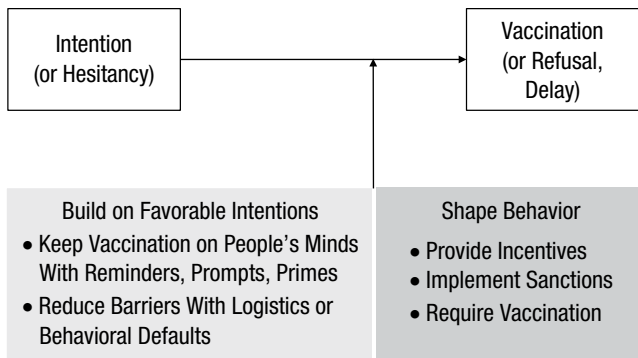 Intention
(or Hesitancy)
Vaccination
(or Refusal,
Delay)
Build on Favorable Intentions
• Keep Vaccination on People’s Minds
With Reminders, Prompts, Primes
• Reduce Barriers With Logistics or
Behavioral Defaults
Shape Behavior
• Provide Incentives
• Implement Sanctions
• Require Vaccination